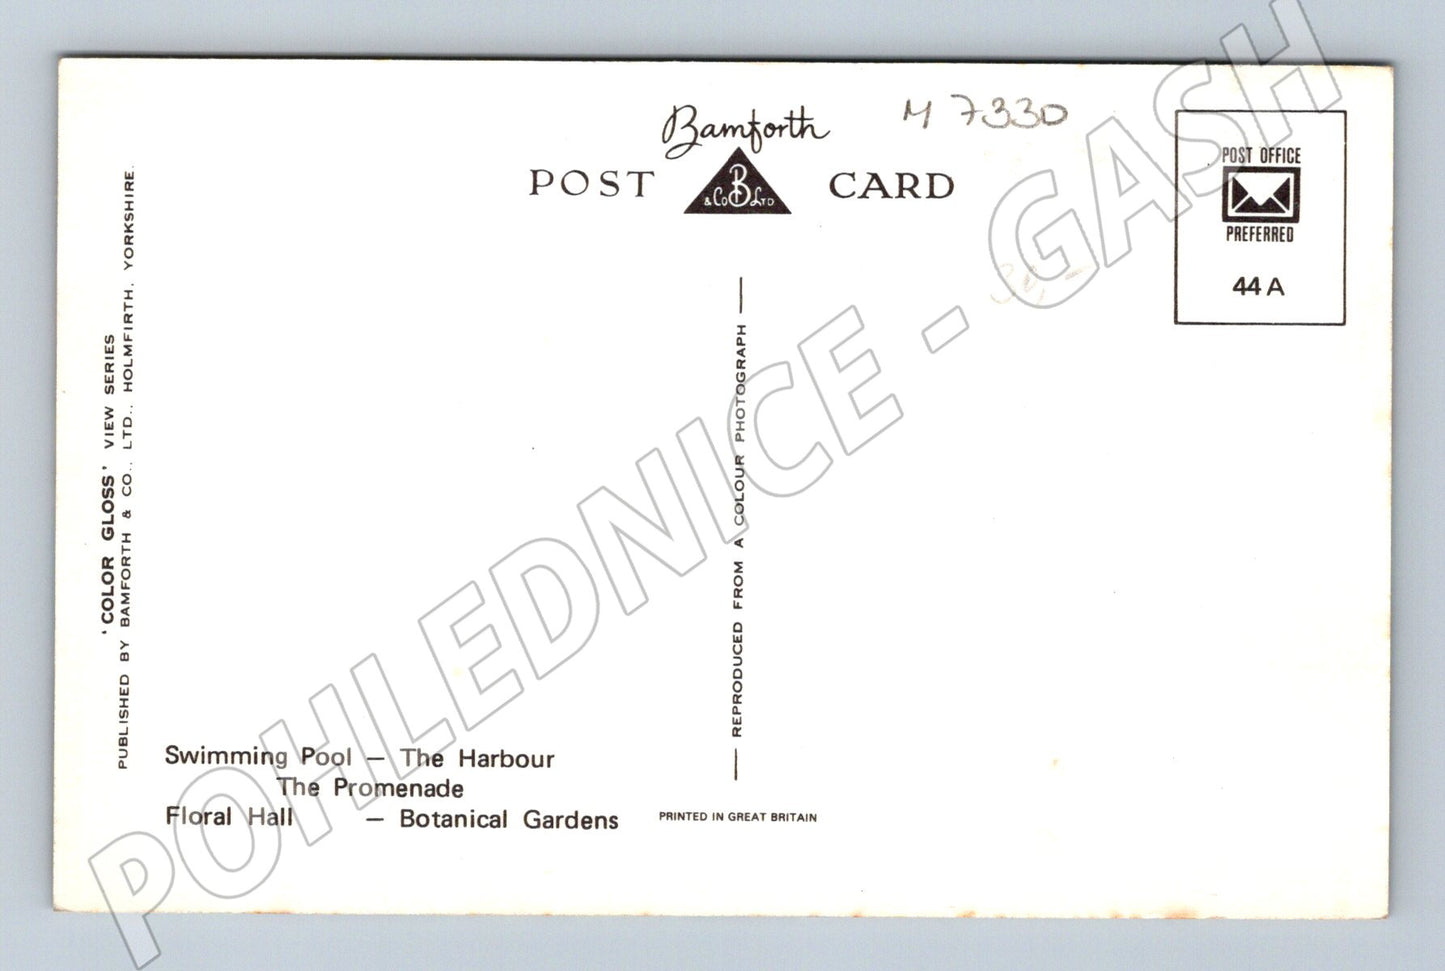 Bamforth
M 7330
POST CARD
B
& Co LTD
POST OFFICE
PREFERRED
44 A
'COLOR GLOSS' VIEW SERIES
PUBLISHED BY BAMFORTH & CO., LTD., HOLMFIRTH, YORKSHIRE.
REPRODUCED FROM A COLOUR PHOTOGRAPH
Swimming Pool — The Harbour
The Promenade
Floral Hall — Botanical Gardens
PRINTED IN GREAT BRITAIN
POHLEDNICE - GASH